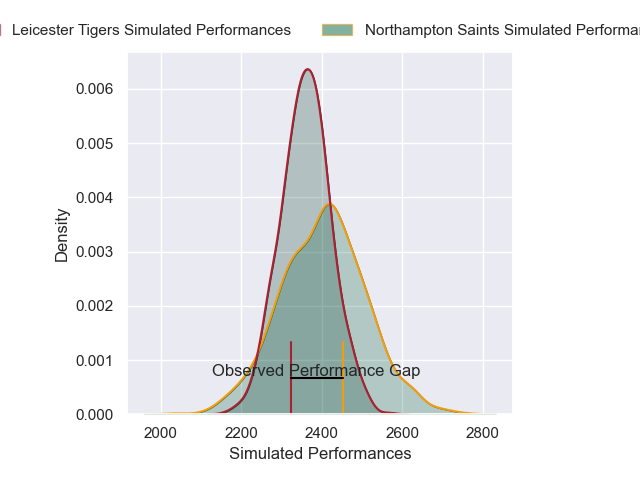 Leicester Tigers Simulated Performances
Northampton Saints Simulated
0.006
0.005
0.004
0.003
0.002
0.001
0.000
Density
Observed Performance Gap
2000 2200 2400 2600 2800
Simulated Performances